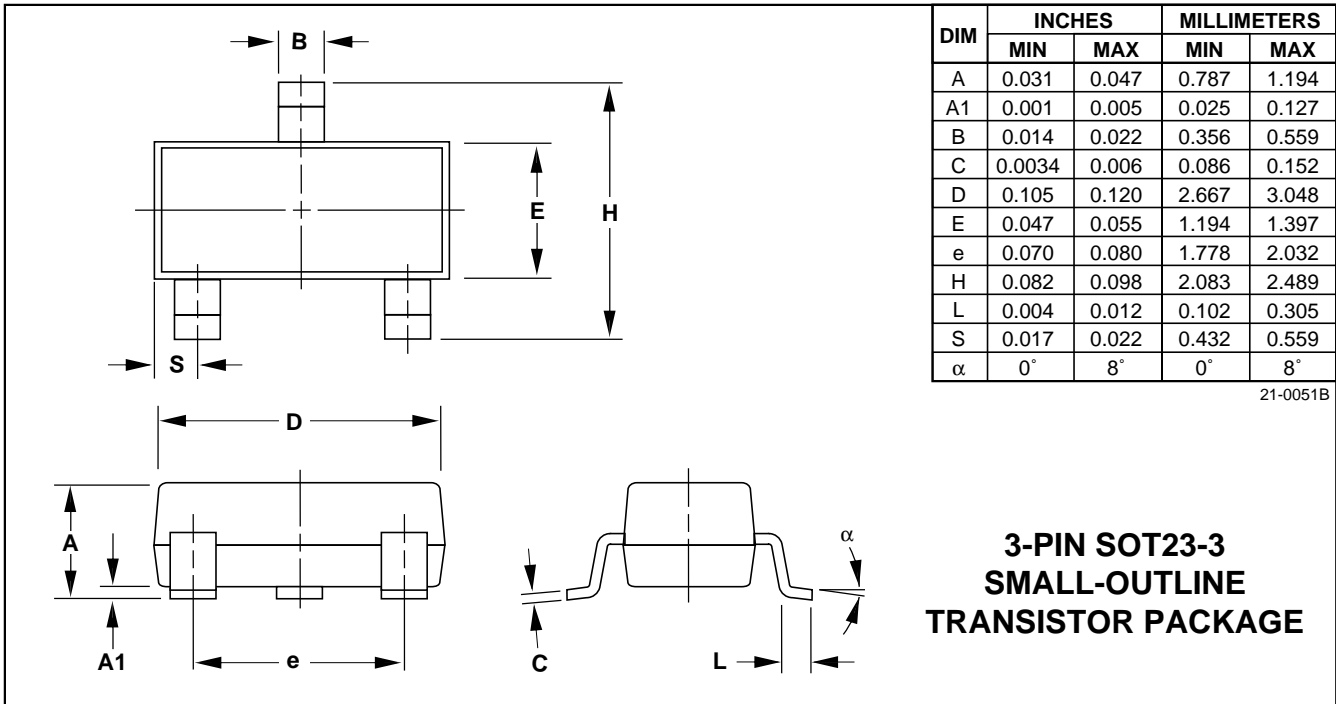 DIM INCHES MILLIMETERS
MIN MAX MIN MAX
A 0.031 0.047 0.787 1.194
A1 0.001 0.005 0.025 0.127
B 0.014 0.022 0.356 0.559
C 0.0034 0.006 0.086 0.152
D 0.105 0.120 2.667 3.048
E 0.047 0.055 1.194 1.397
e 0.070 0.080 1.778 2.032
H 0.082 0.098 2.083 2.489
L 0.004 0.012 0.102 0.305
S 0.017 0.022 0.432 0.559
α 0° 8° 0° 8°
21-0051B
B
E
H
S
D
A
A1
e
C
L
α
3-PIN SOT23-3
SMALL-OUTLINE
TRANSISTOR PACKAGE